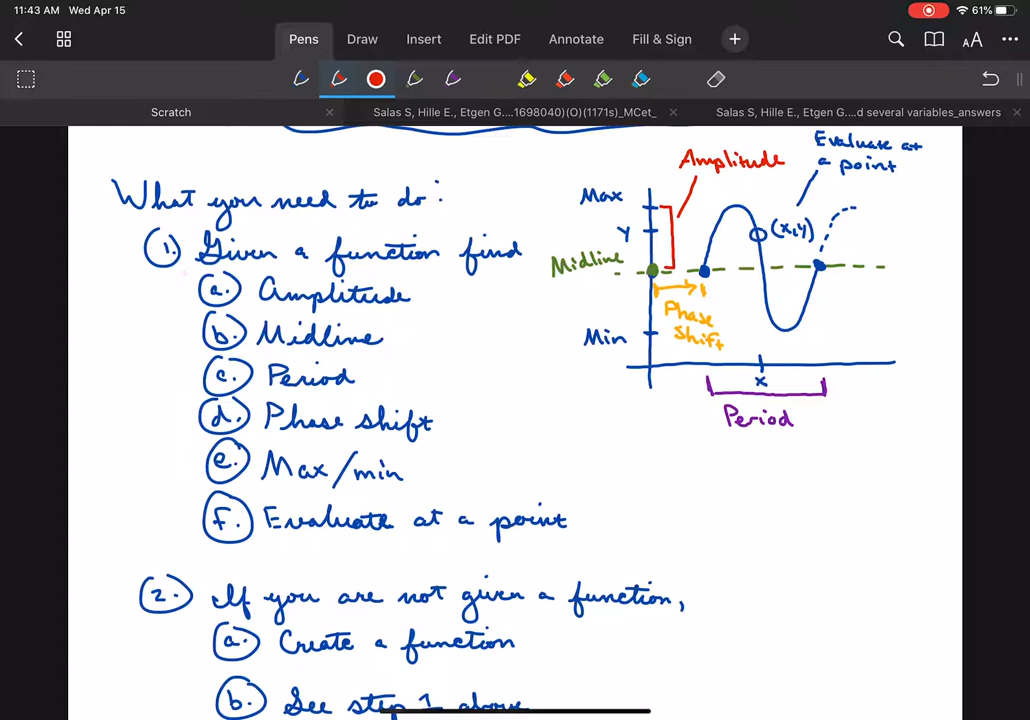 11:43 AM Wed Apr 15
61%
Pens Draw Insert Edit PDF Annotate Fill & Sign
AA
Scratch
Salas S, Hille E., Etgen G....1698040)(O)(1171s)_MCet_
Salas S, Hille E., Etgen G....d several variables_answers
What you need to do:
1. Given a function find
a. Amplitude
b. Midline
c. Period
d. Phase shift
e. Max/min
f. Evaluate at a point
2. If you are not given a function,
a. Create a function
b. See step 1 above
Amplitude
Evaluate at
a point
Max
Y
(x,y)
Midline
Phase
shift
Min
x
Period